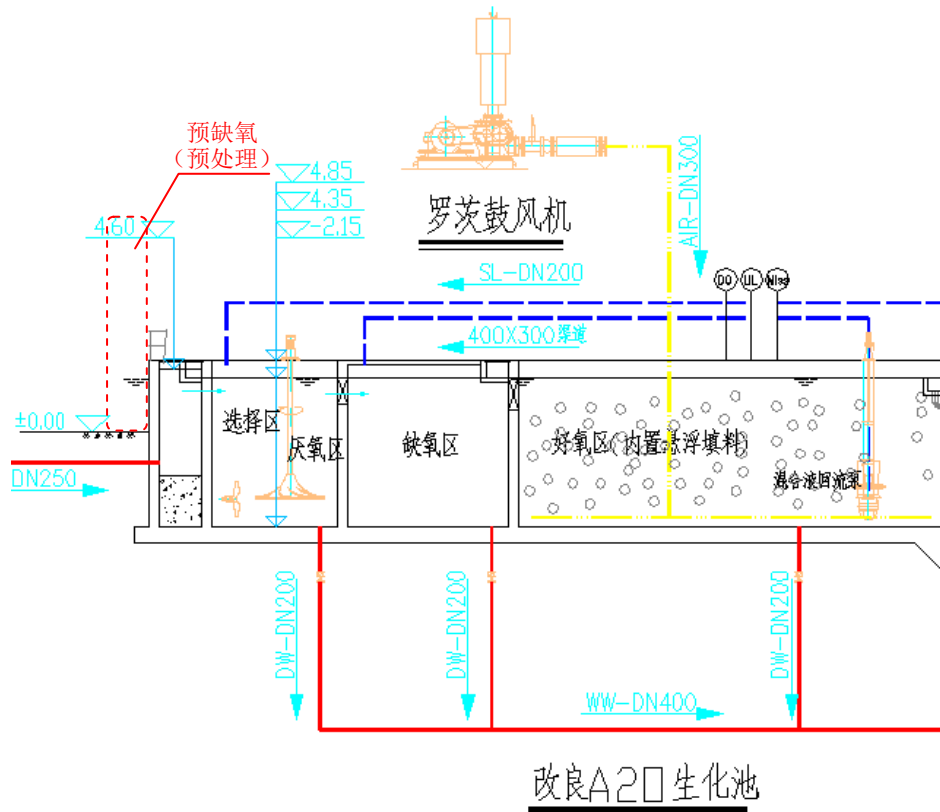 预缺氧
（预处理）
4.85
4.35
-2.15
4.60
罗茨鼓风机
AIR-DN300
SL-DN200
DO
UL
400X300渠道
±0.00
选择区
厌氧区
缺氧区
好氧区(内置悬浮填料)
混合液回流泵
DN250
DW-DN200
DW-DN200
DW-DN200
WW-DN400
改良A2O生化池